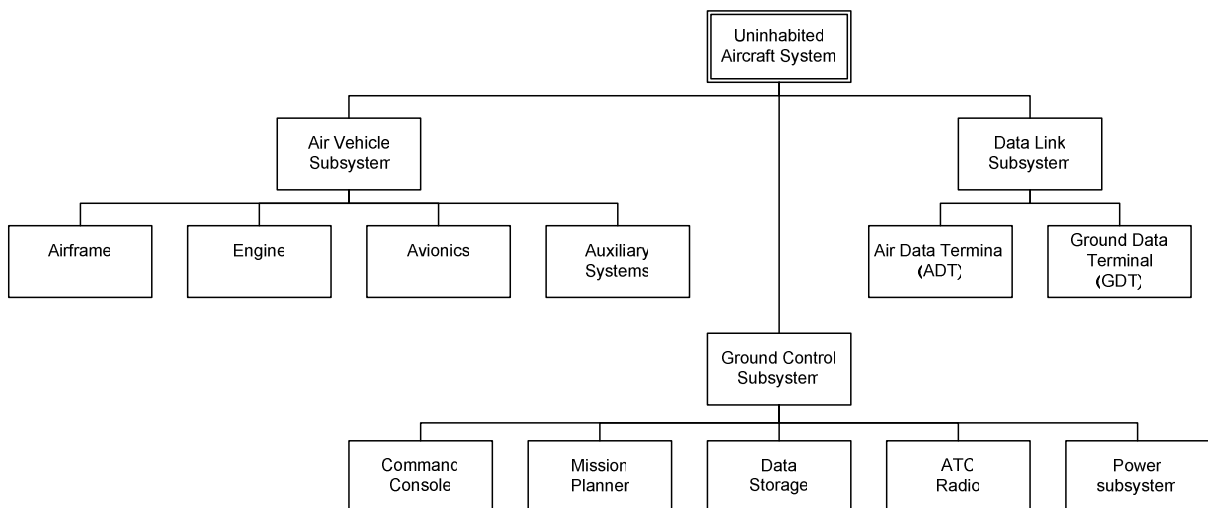 Uninhabited
Aircraft System
Air Vehicle
Subsystem
Data Link
Subsystem
Airframe
Engine
Avionics
Auxiliary
Systems
Air Data Terminal
(ADT)
Ground Data
Terminal
(GDT)
Ground Control
Subsystem
Command
Console
Mission
Planner
Data
Storage
ATC
Radio
Power
subsystem